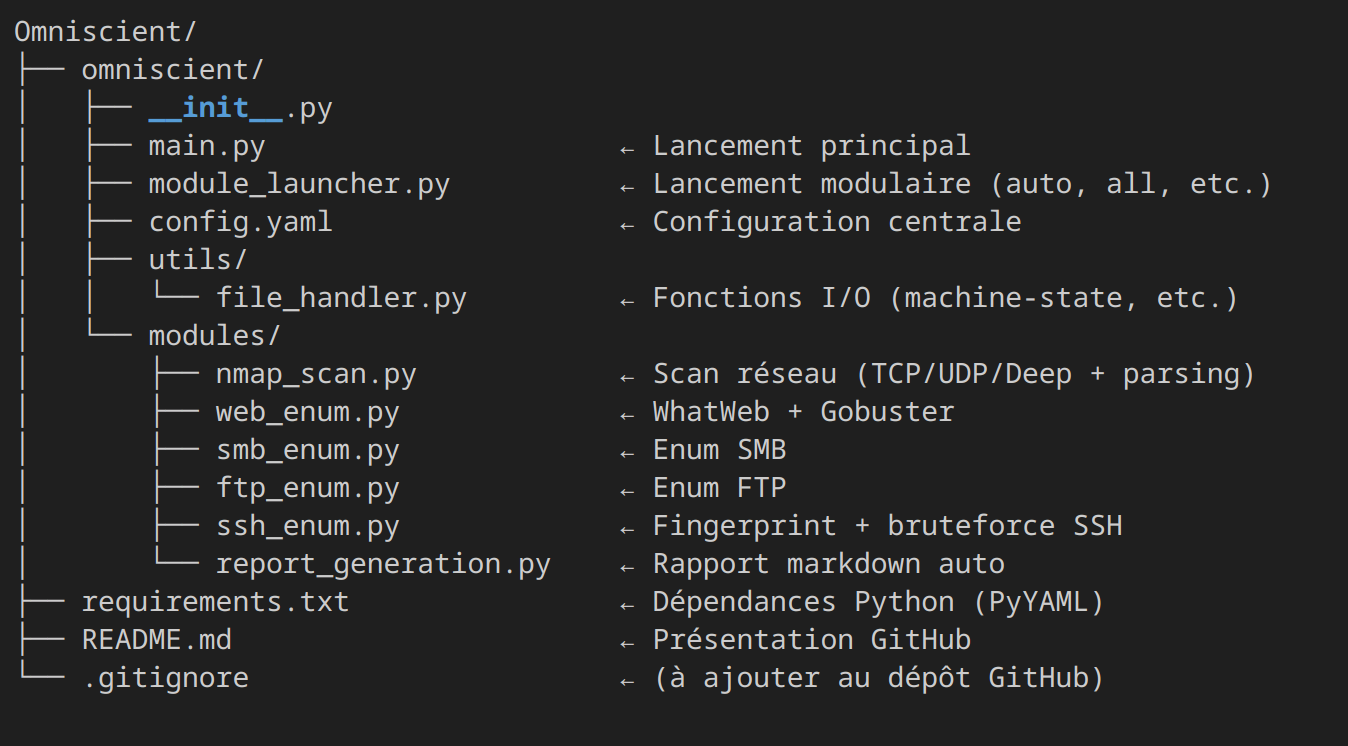 Omniscient/
├── omniscient/
│   ├── __init__.py
│   ├── main.py                     ← Lancement principal
│   ├── module_launcher.py          ← Lancement modulaire (auto, all, etc.)
│   ├── config.yaml                 ← Configuration centrale
│   ├── utils/
│   │   └── file_handler.py         ← Fonctions I/O (machine-state, etc.)
│   └── modules/
│       ├── nmap_scan.py            ← Scan réseau (TCP/UDP/Deep + parsing)
│       ├── web_enum.py             ← WhatWeb + Gobuster
│       ├── smb_enum.py             ← Enum SMB
│       ├── ftp_enum.py             ← Enum FTP
│       ├── ssh_enum.py             ← Fingerprint + bruteforce SSH
│       └── report_generation.py    ← Rapport markdown auto
├── requirements.txt                ← Dépendances Python (PyYAML)
├── README.md                       ← Présentation GitHub
└── .gitignore                      ← (à ajouter au dépôt GitHub)